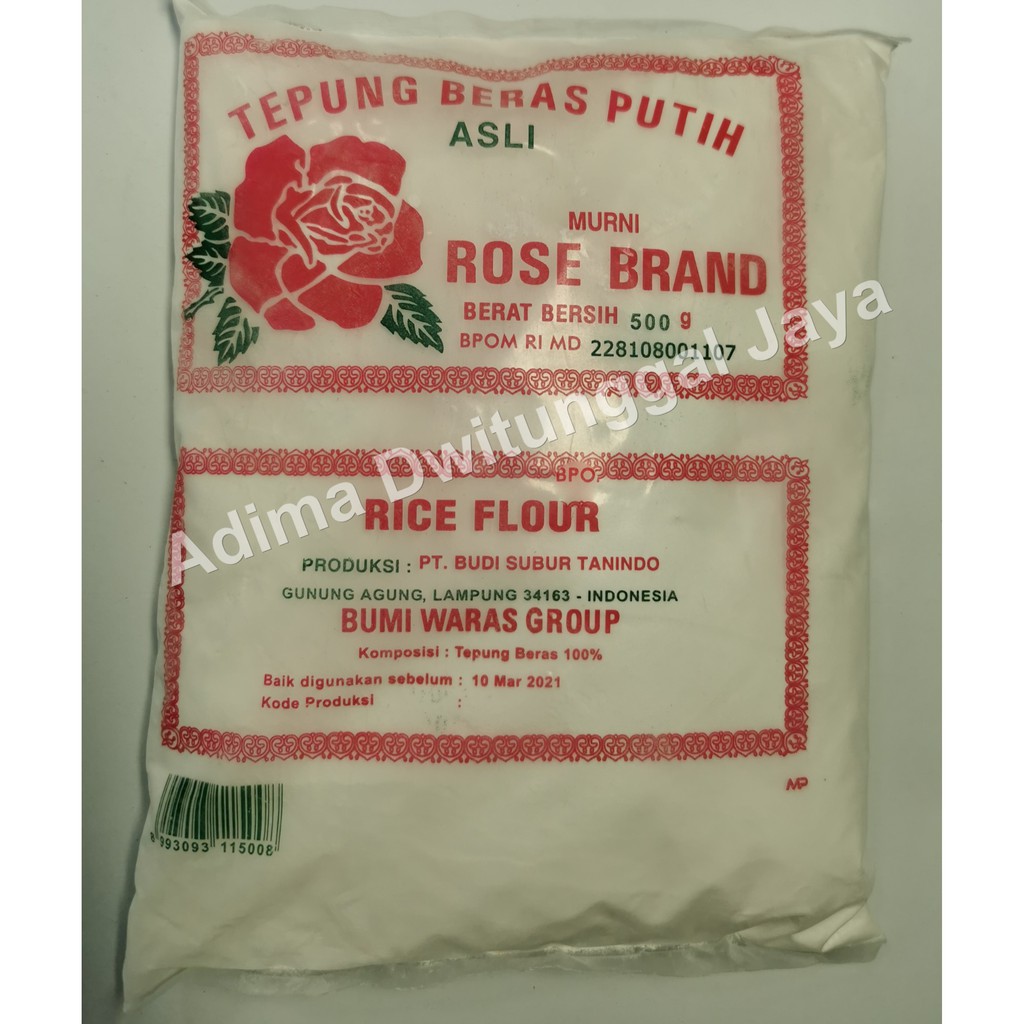 TEPUNG BERAS PUTIH
ASLI
MURNI
ROSE BRAND
BERAT BERSIH 500 g
BPOM RI MD 228108001107
Adima Dwitunggal Jaya
BPO
RICE FLOUR
PRODUKSI : PT. BUDI SUBUR TANINDO
GUNUNG AGUNG, LAMPUNG 34163 - INDONESIA
BUMI WARAS GROUP
Komposisi : Tepung Beras 100%
Baik digunakan sebelum : 10 Mar 2021
Kode Produksi :
MP
8 993093 115008